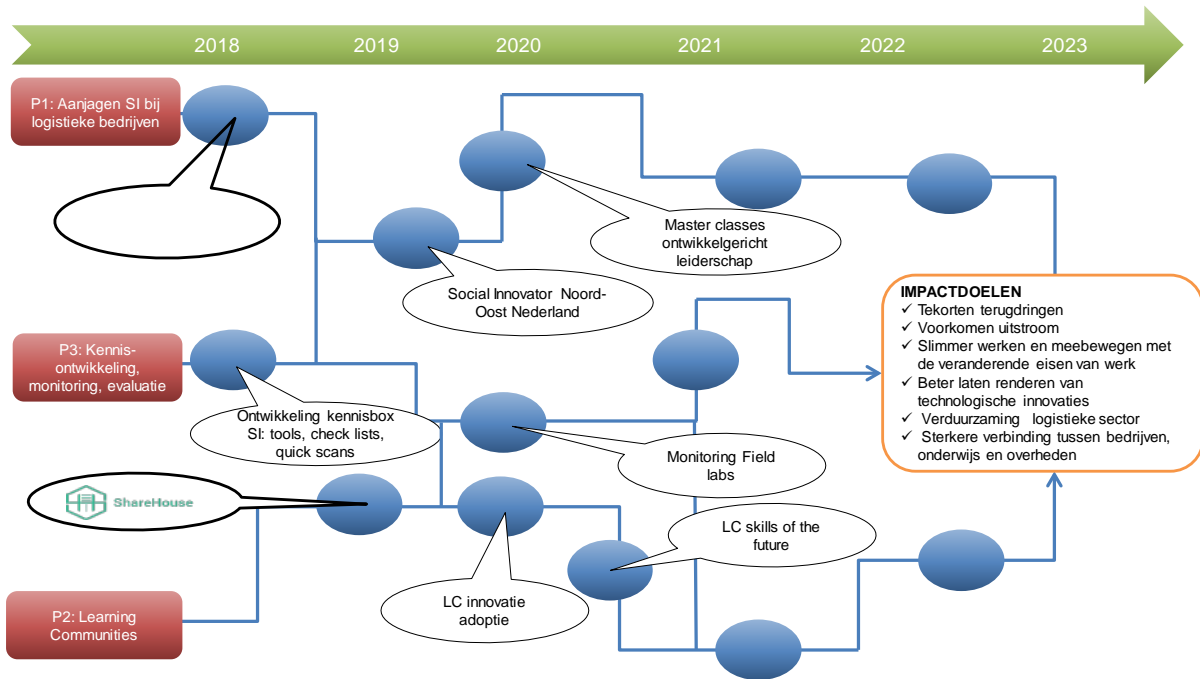 2018 2019 2020 2021 2022 2023
P1: Aanjagen SI bij
logistieke bedrijven
Master classes
ontwikkelgericht
leiderschap
Social Innovator Noord-
Oost Nederland
IMPACTDOELEN
✓ Tekorten terugdringen
✓ Voorkomen uitstroom
✓ Slimmer werken en meebewegen met
de veranderende eisen van werk
✓ Beter laten renderen van
technologische innovaties
✓ Verduurzaming logistieke sector
✓ Sterkere verbinding tussen bedrijven,
onderwijs en overheden
P3: Kennis-
ontwikkeling,
monitoring, evaluatie
Ontwikkeling kennisbox
SI: tools, check lists,
quick scans
Monitoring Field
labs
ShareHouse
LC skills of the
future
LC innovatie
adoptie
P2: Learning
Communities